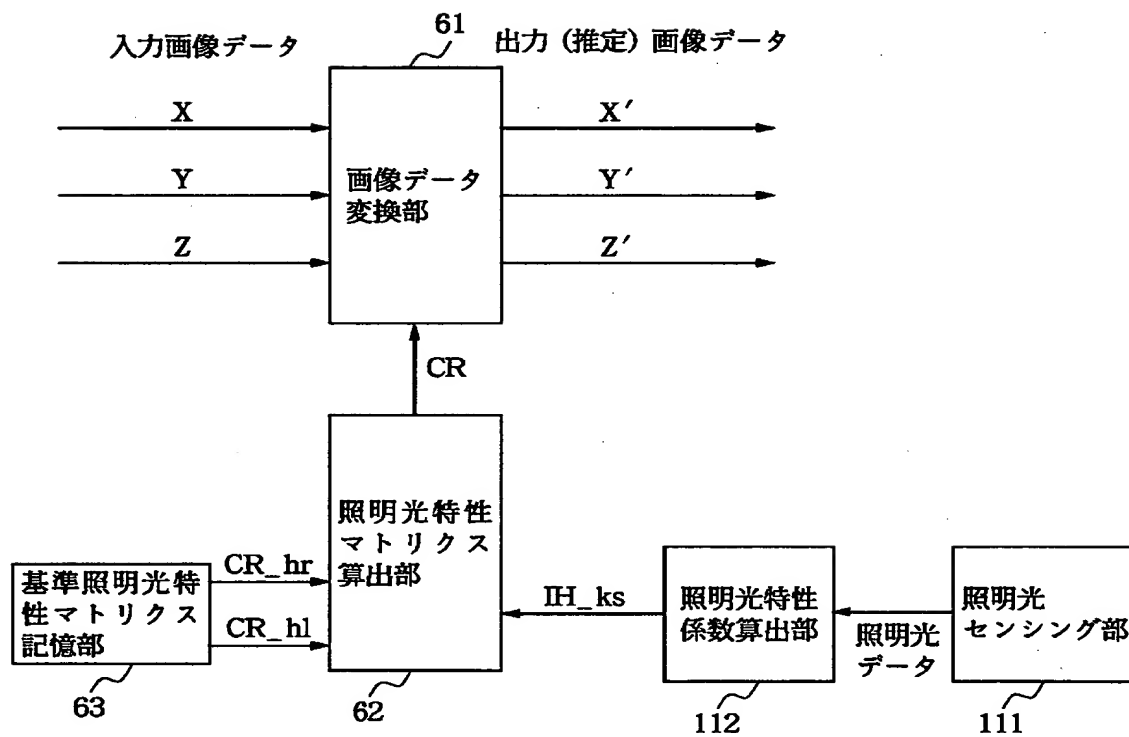 61
入力画像データ
出力（推定）画像データ
X
X′
Y
Y′
画像データ
変換部
Z
Z′
CR
照明光特性
マトリクス
算出部
基準照明光特
性マトリクス
記憶部
CR_hr
CR_hl
IH_ks
照明光特性
係数算出部
照明光
データ
照明光
センシング部
63
62
112
111